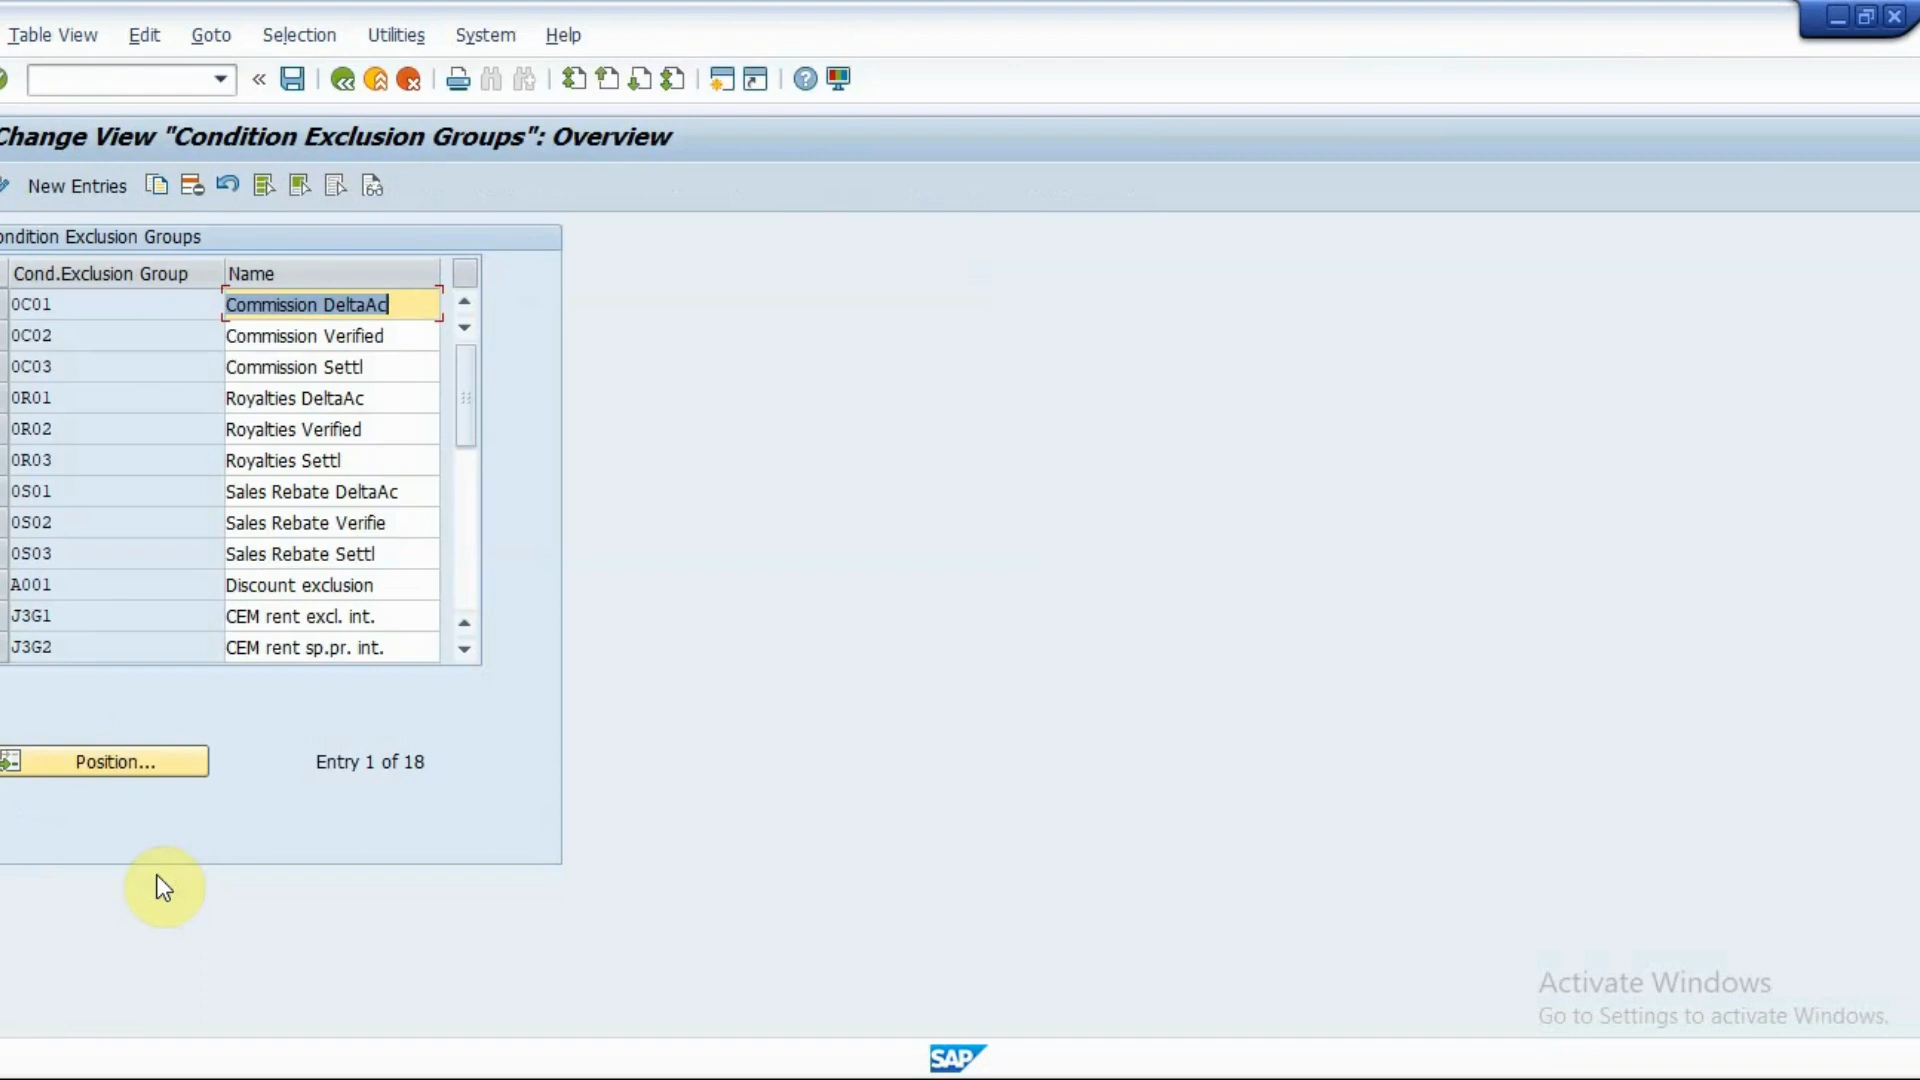 Table View Edit Goto Selection Utilities System Help
Change View "Condition Exclusion Groups": Overview
New Entries
ondition Exclusion Groups
Cond.Exclusion Group Name
0C01 Commission DeltaAc
0C02 Commission Verified
0C03 Commission Settl
0R01 Royalties DeltaAc
0R02 Royalties Verified
0R03 Royalties Settl
0S01 Sales Rebate DeltaAc
0S02 Sales Rebate Verifie
0S03 Sales Rebate Settl
A001 Discount exclusion
J3G1 CEM rent excl. int.
J3G2 CEM rent sp.pr. int.
Position... Entry 1 of 18
Activate Windows
Go to Settings to activate Windows.
SAP